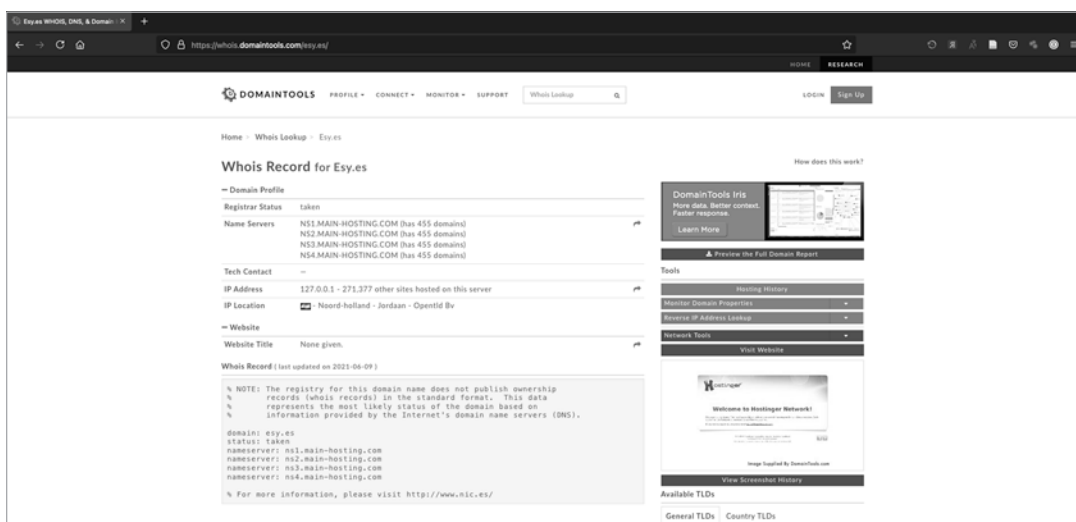 Esy.es WHOIS, DNS, & Domain
https://whois.domaintools.com/esy.es/
HOME RESEARCH
DOMAINTOOLS PROFILE CONNECT MONITOR SUPPORT Whois Lookup LOGIN Sign Up
Home > Whois Lookup > Esy.es
Whois Record for Esy.es
How does this work?
— Domain Profile
Registrar Status taken
Name Servers NS1.MAIN-HOSTING.COM (has 455 domains)
NS2.MAIN-HOSTING.COM (has 455 domains)
NS3.MAIN-HOSTING.COM (has 455 domains)
NS4.MAIN-HOSTING.COM (has 455 domains)
Tech Contact –
IP Address 127.0.0.1 - 271,377 other sites hosted on this server
IP Location - Noord-holland - Jordaan - Opentld Bv
— Website
Website Title None given.
Whois Record ( last updated on 2021-06-09 )
% NOTE: The registry for this domain name does not publish ownership
% records (whois records) in the standard format. This data
% represents the most likely status of the domain based on
% information provided by the Internet's domain name servers (DNS).
domain: esy.es
status: taken
nameserver: ns1.main-hosting.com
nameserver: ns2.main-hosting.com
nameserver: ns3.main-hosting.com
nameserver: ns4.main-hosting.com
% For more information, please visit http://www.nic.es/
DomainTools Iris
More data. Better context.
Faster response.
Learn More
Preview the Full Domain Report
Tools
Hosting History
Monitor Domain Properties
Reverse IP Address Lookup
Network Tools
Visit Website
Hostinger
Welcome to Hostinger Network!
Image Supplied By DomainTools.com
View Screenshot History
Available TLDs
General TLDs Country TLDs